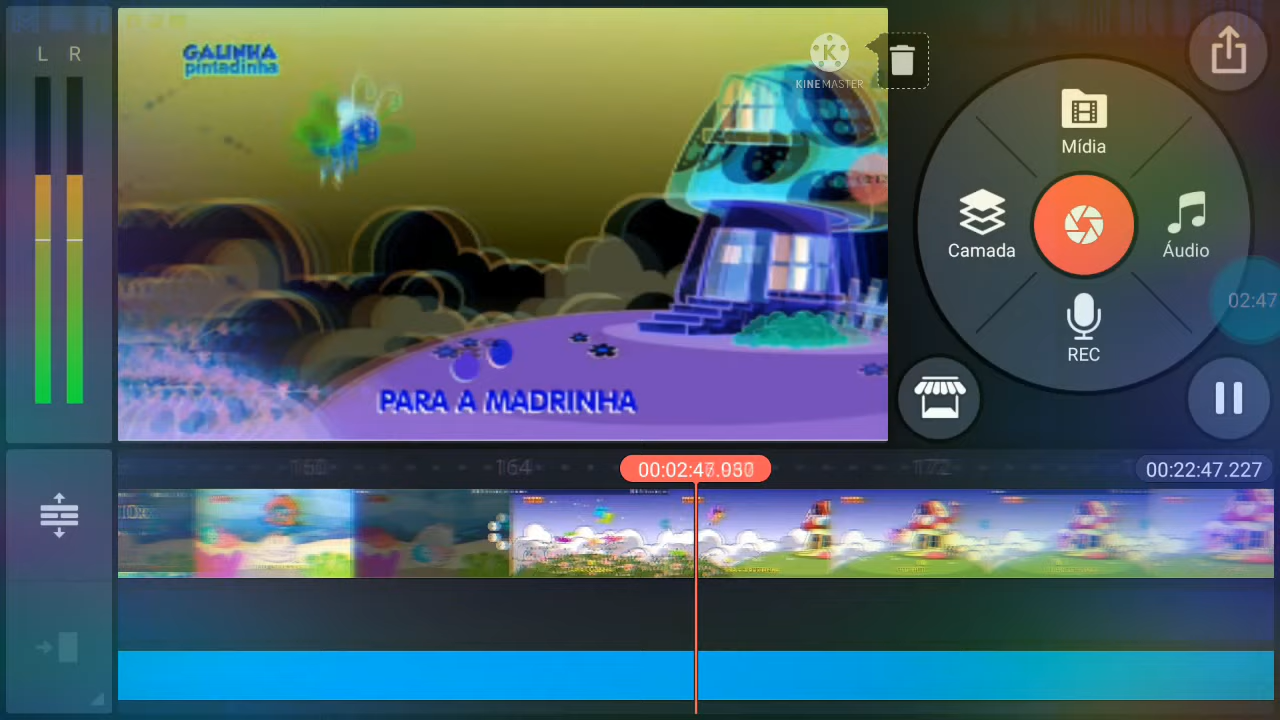 L R
GALINHA
pintadinha
KINEMASTER
PARA A MADRINHA
Mídia
Camada
Áudio
REC
02:47
164
172
00:22:47.227